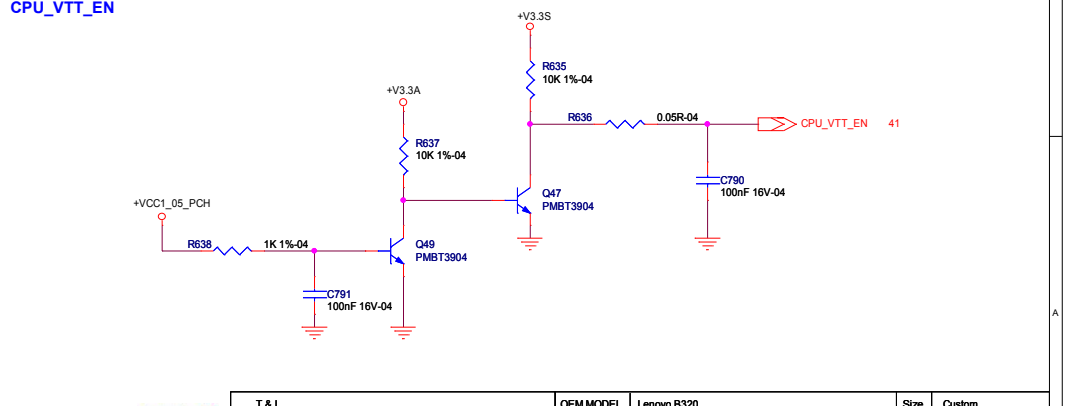 CPU_VTT_EN
+V3.3S
R635
10K 1%-04
+V3.3A
R636 0.05R-04
CPU_VTT_EN 41
R637
10K 1%-04
C790
100nF 16V-04
Q47
PMBT3904
+VCC1_05_PCH
R638 1K 1%-04
Q49
PMBT3904
C791
100nF 16V-04
A
OEM MODEL Lenovo B320 Size Custom